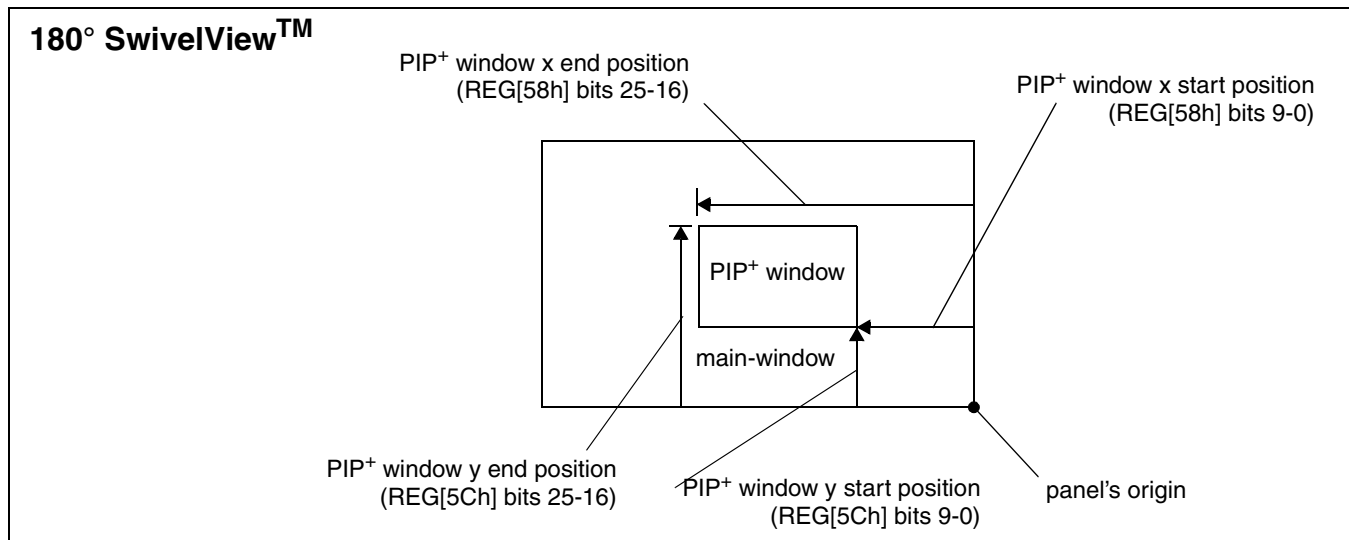 180° SwivelView™
PIP+ window x end position
(REG[58h] bits 25-16)
PIP+ window x start position
(REG[58h] bits 9-0)
PIP+ window
main-window
PIP+ window y end position
(REG[5Ch] bits 25-16)
PIP+ window y start position
(REG[5Ch] bits 9-0)
panel's origin